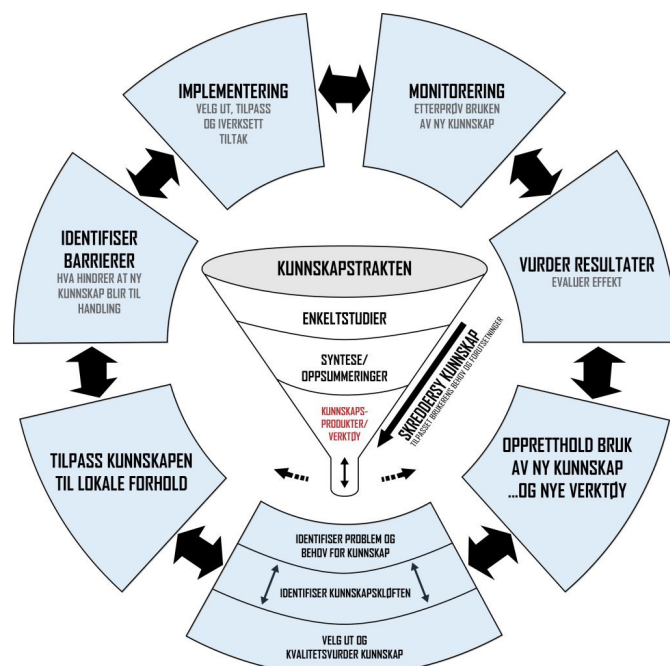 IMPLEMENTERING
VELG UT, TILPASS
OG IVERKSETT
TILTAK
MONITORERING
ETTERPRØV BRUKEN
AV NY KUNNSKAP
IDENTIFISER
BARRIERER
HVA HINDRER AT NY
KUNNSKAP BLIR TIL
HANDLING
VURDER RESULTATER
EVALUER EFFEKT
KUNNSKAPSTRAKTEN
ENKELTSTUDIER
SYNTESE/
OPPSUMMERINGER
KUNNSKAPS-
PRODUKTER/
VERKTØY
SKREDDERSY KUNNSKAP
TILPASSET BRUKERENS BEHOV OG FORUTSETNINGER
TILPASS KUNNSKAPEN
TIL LOKALE FORHOLD
OPPRETTHOLD BRUK
AV NY KUNNSKAP
...OG NYE VERKTØY
IDENTIFISER PROBLEM OG
BEHOV FOR KUNNSKAP
IDENTIFISER KUNNSKAPSKLØFTEN
VELG UT OG
KVALITETSVURDER KUNNSKAP